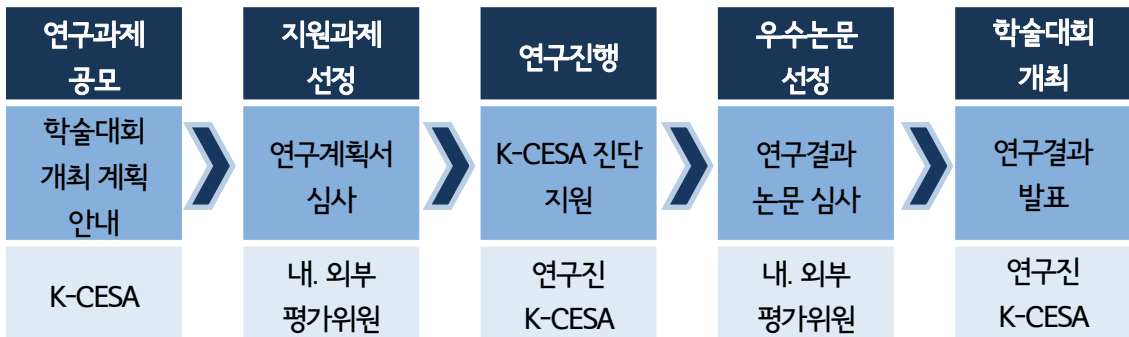 연구과제
공모
지원과제
선정
연구진행
우수논문
선정
학술대회
개최
학술대회
개최 계획
안내
연구계획서
심사
K-CESA 진단
지원
연구결과
논문 심사
연구결과
발표
K-CESA
내. 외부
평가위원
연구진
K-CESA
내. 외부
평가위원
연구진
K-CESA